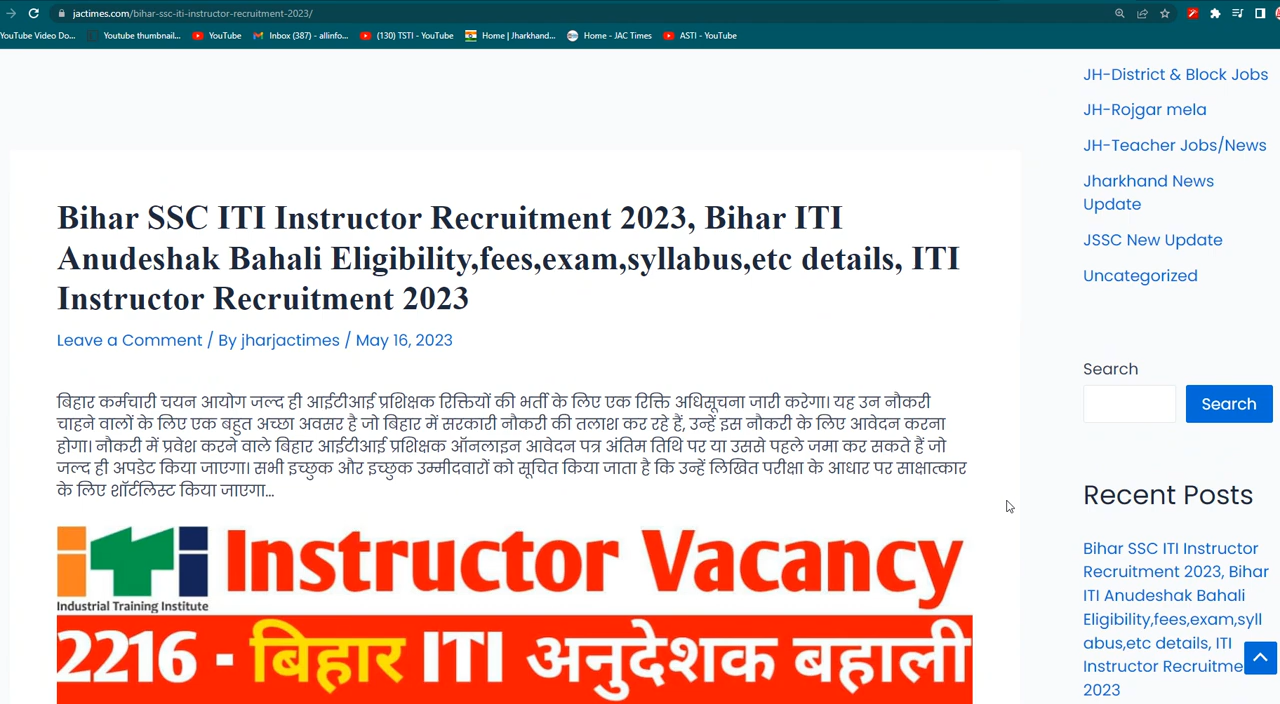 jactimes.com/bihar-ssc-iti-instructor-recruitment-2023/
YouTube Video Do...
Youtube thumbnail...
YouTube
Inbox (387) - allinfo...
(130) TSTI - YouTube
Home | Jharkhand...
Home - JAC Times
ASTI - YouTube
Bihar SSC ITI Instructor Recruitment 2023, Bihar ITI
Anudeshak Bahali Eligibility,fees,exam,syllabus,etc details, ITI
Instructor Recruitment 2023
Leave a Comment / By jharjactimes / May 16, 2023
बिहार कर्मचारी चयन आयोग जल्द ही आईटीआई प्रशिक्षक रिक्तियों की भर्ती के लिए एक रिक्ति अधिसूचना जारी करेगा। यह उन नौकरी
चाहने वालों के लिए एक बहुत अच्छा अवसर है जो बिहार में सरकारी नौकरी की तलाश कर रहे हैं, उन्हें इस नौकरी के लिए आवेदन करना
होगा। नौकरी में प्रवेश करने वाले बिहार आईटीआई प्रशिक्षक ऑनलाइन आवेदन पत्र अंतिम तिथि पर या उससे पहले जमा कर सकते हैं जो
जल्द ही अपडेट किया जाएगा। सभी इच्छुक और इच्छुक उम्मीदवारों को सूचित किया जाता है कि उन्हें लिखित परीक्षा के आधार पर साक्षात्कार
के लिए शॉर्टलिस्ट किया जाएगा...
iti Instructor Vacancy
Industrial Training Institute
2216 - बिहार ITI अनुदेशक बहाली
JH-District & Block Jobs
JH-Rojgar mela
JH-Teacher Jobs/News
Jharkhand News
Update
JSSC New Update
Uncategorized
Search
Search
Recent Posts
Bihar SSC ITI Instructor
Recruitment 2023, Bihar
ITI Anudeshak Bahali
Eligibility,fees,exam,syll
abus,etc details, ITI
Instructor Recruitme
2023